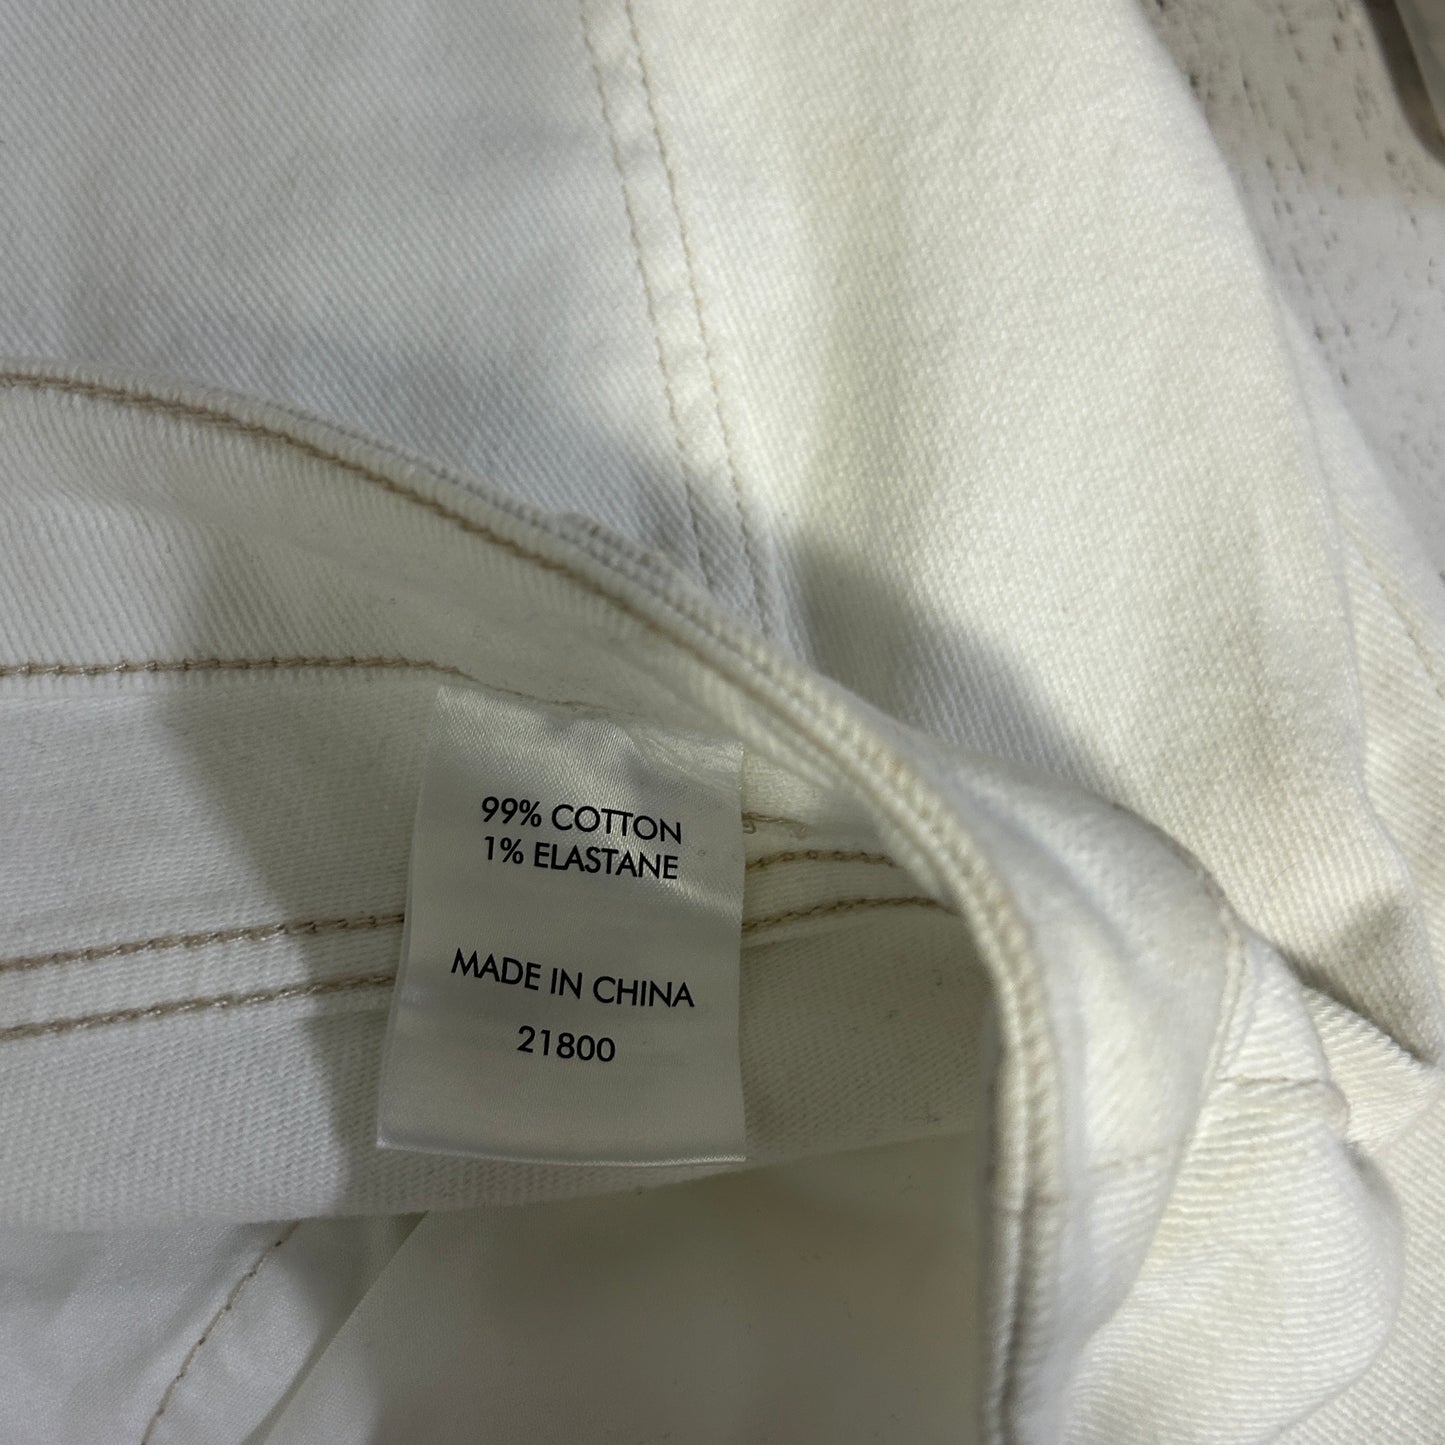 99% COTTON
1% ELASTANE
MADE IN CHINA
21800